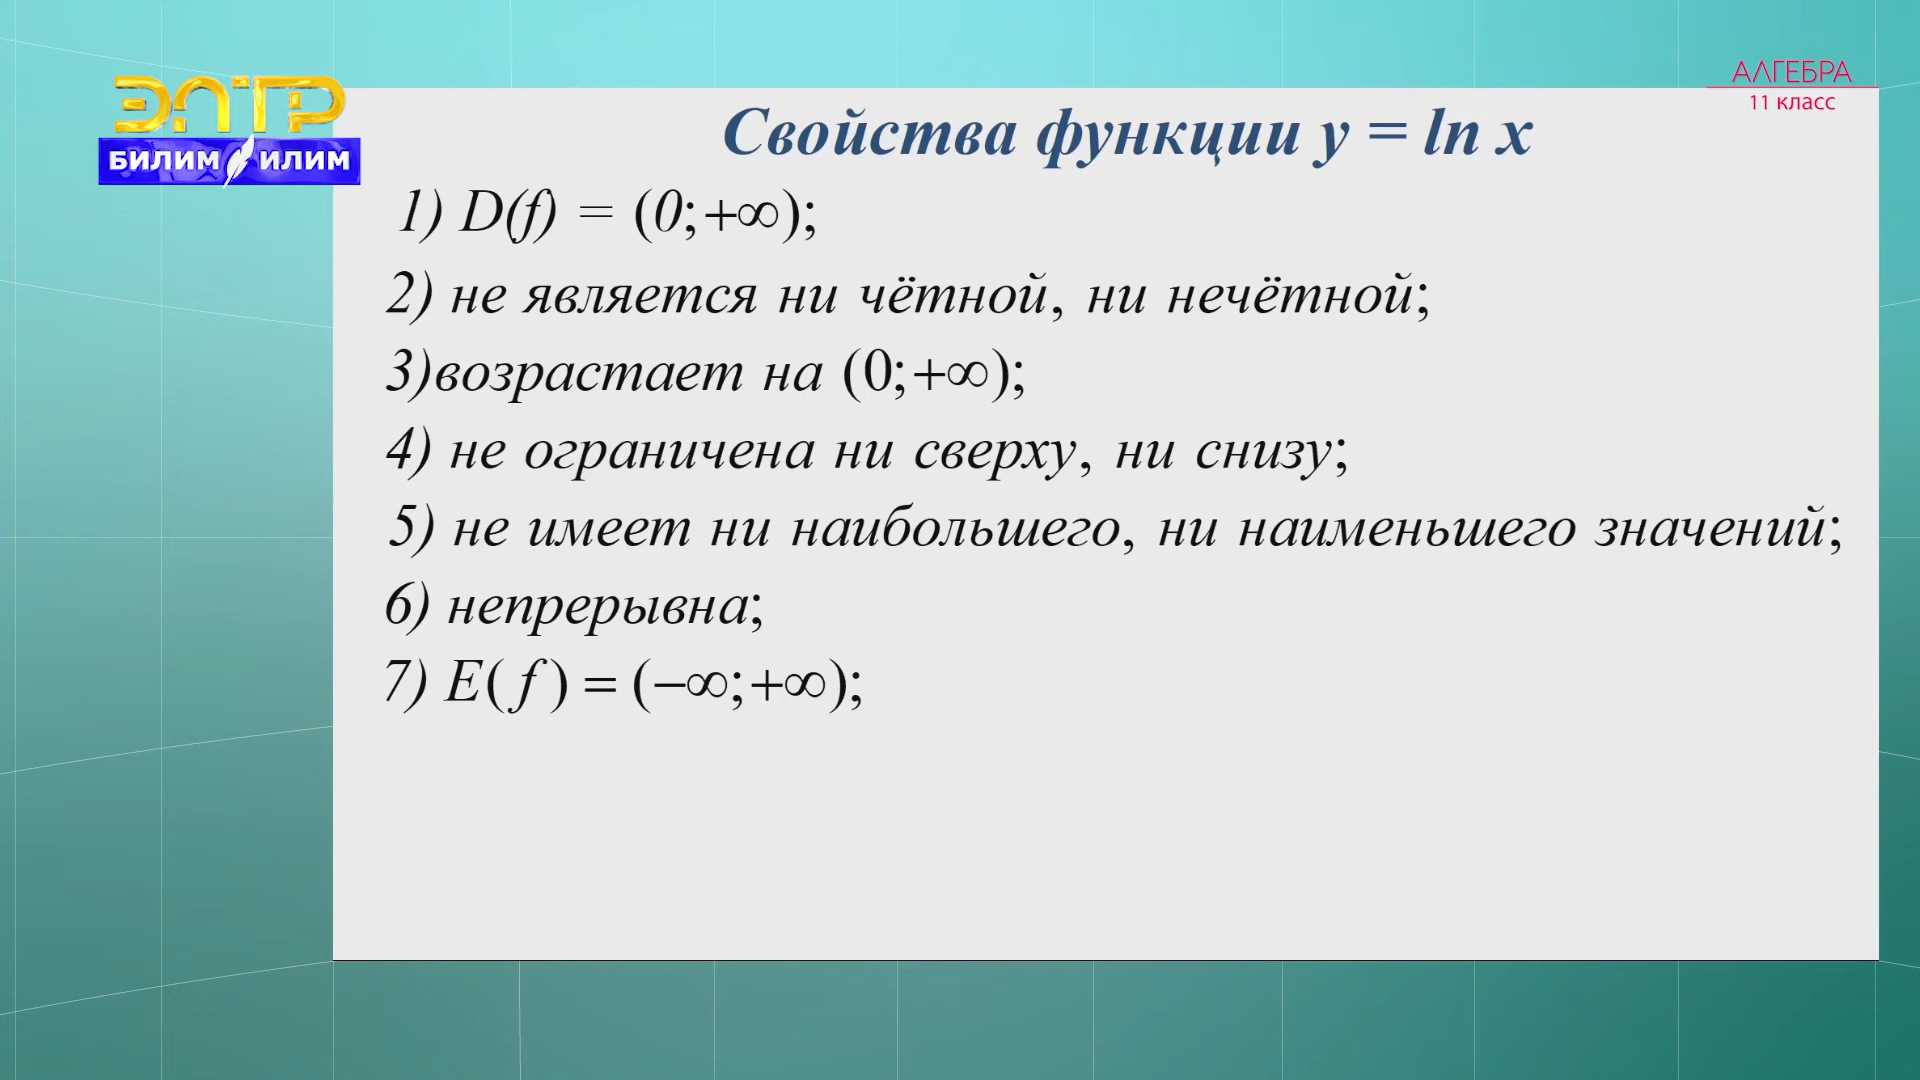 ЭЛТР
БИЛИМ ИЛИМ
АЛГЕБРА
11 класс
Свойства функции y = ln x
1) D(f) = (0;+∞);
2) не является ни чётной, ни нечётной;
3)возрастает на (0;+∞);
4) не ограничена ни сверху, ни снизу;
5) не имеет ни наибольшего, ни наименьшего значений;
6) непрерывна;
7) E( f ) = (−∞;+∞);